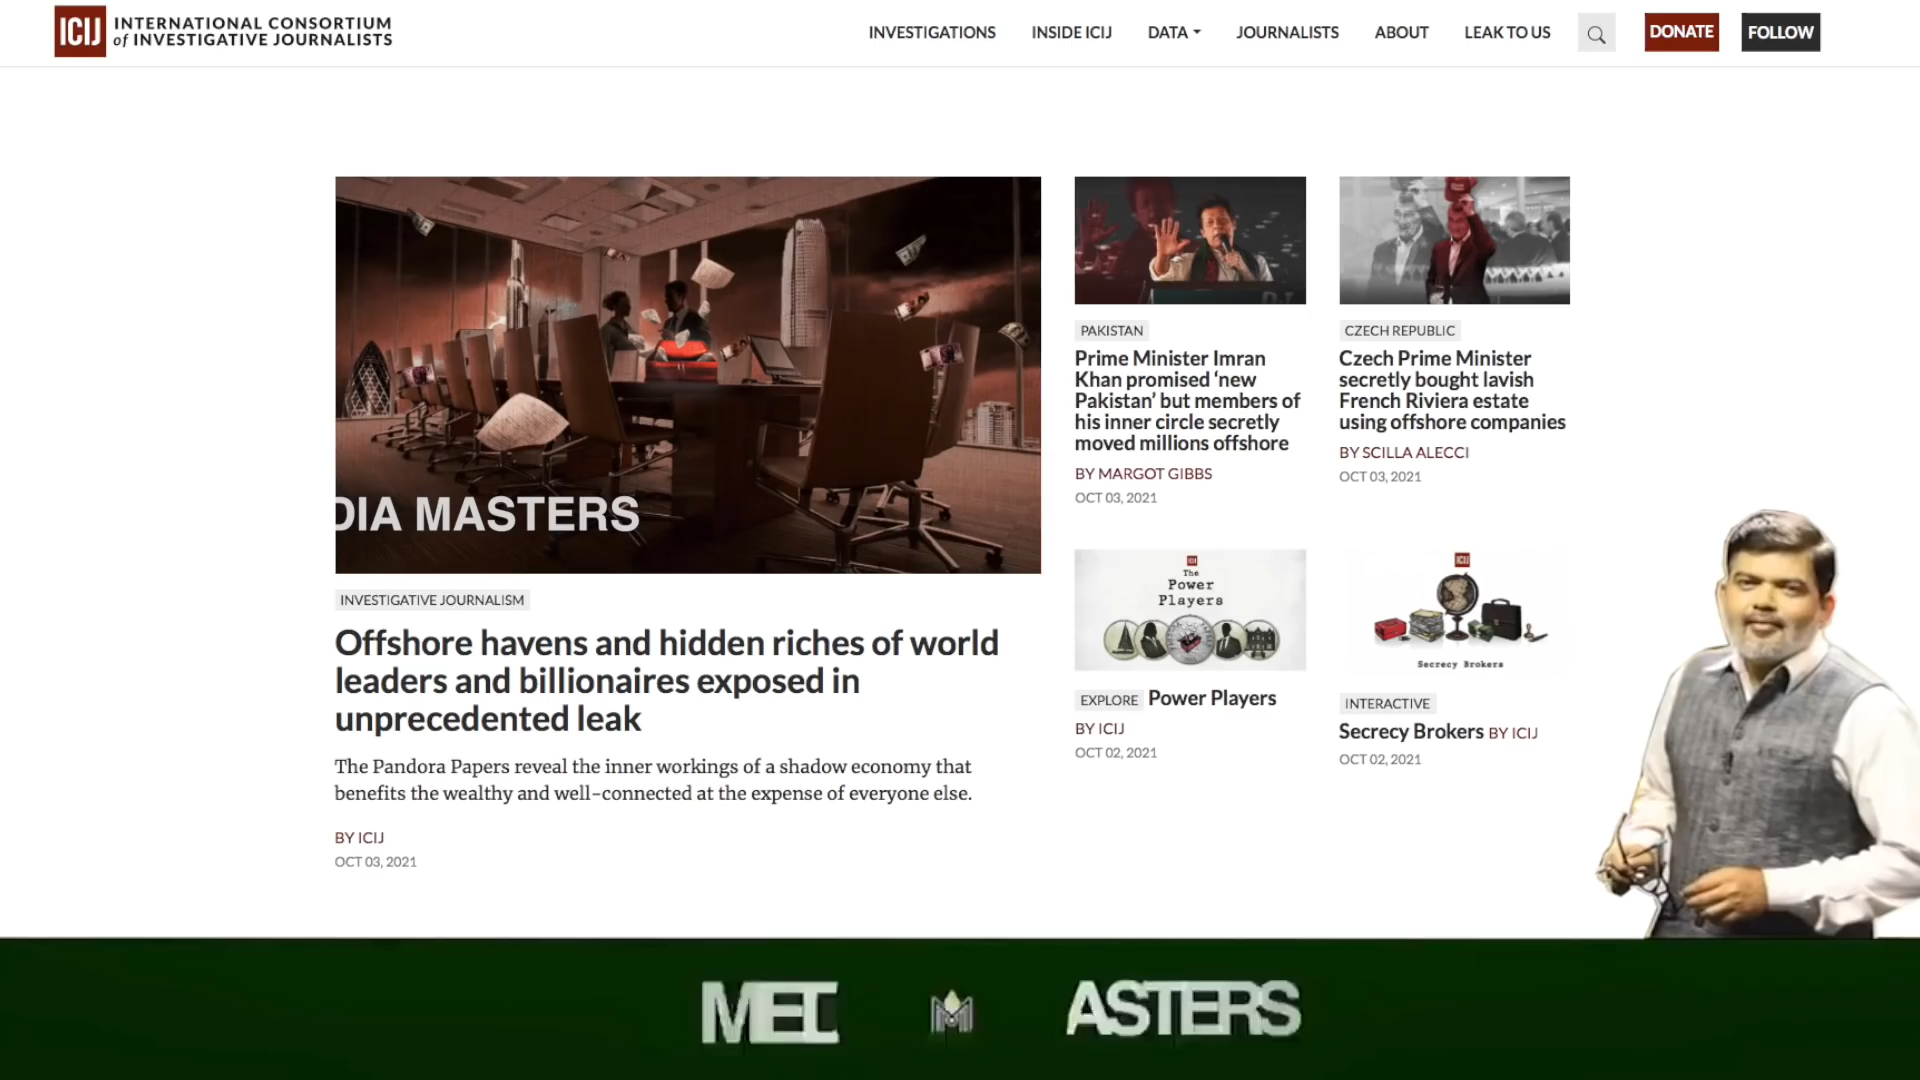 ICIJ
INTERNATIONAL CONSORTIUM
of INVESTIGATIVE JOURNALISTS
INVESTIGATIONS
INSIDE ICIJ
DATA
JOURNALISTS
ABOUT
LEAK TO US
DONATE
FOLLOW
DIA MASTERS
INVESTIGATIVE JOURNALISM
Offshore havens and hidden riches of world
leaders and billionaires exposed in
unprecedented leak
The Pandora Papers reveal the inner workings of a shadow economy that
benefits the wealthy and well-connected at the expense of everyone else.
BY ICIJ
OCT 03, 2021
PAKISTAN
Prime Minister Imran
Khan promised ‘new
Pakistan’ but members of
his inner circle secretly
moved millions offshore
BY MARGOT GIBBS
OCT 03, 2021
CZECH REPUBLIC
Czech Prime Minister
secretly bought lavish
French Riviera estate
using offshore companies
BY SCILLA ALECCI
OCT 03, 2021
ICIJ
The
Power
Players
EXPLORE Power Players
BY ICIJ
OCT 02, 2021
ICIJ
Secrecy Brokers
INTERACTIVE
Secrecy Brokers BY ICIJ
OCT 02, 2021
ASTERS